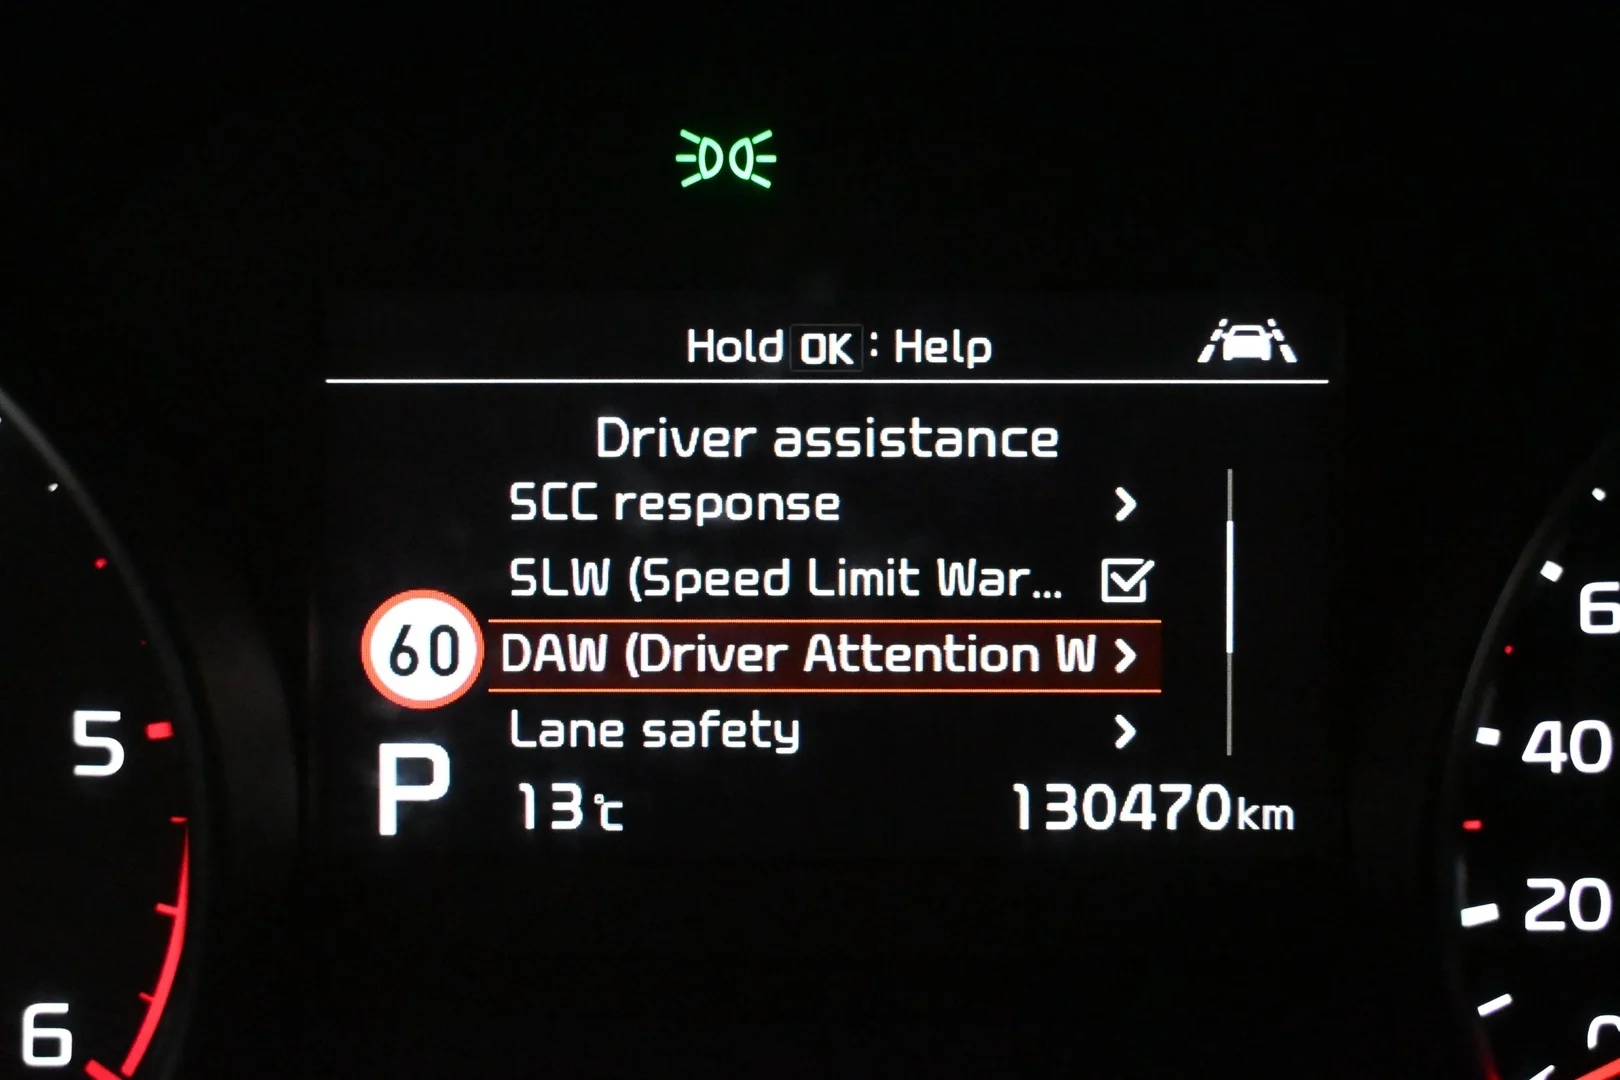 Hold OK : Help
Driver assistance
SCC response
SLW (Speed Limit War...
60
DAW (Driver Attention W
Lane safety
P
13°c
130470km
5
6
6
40
20